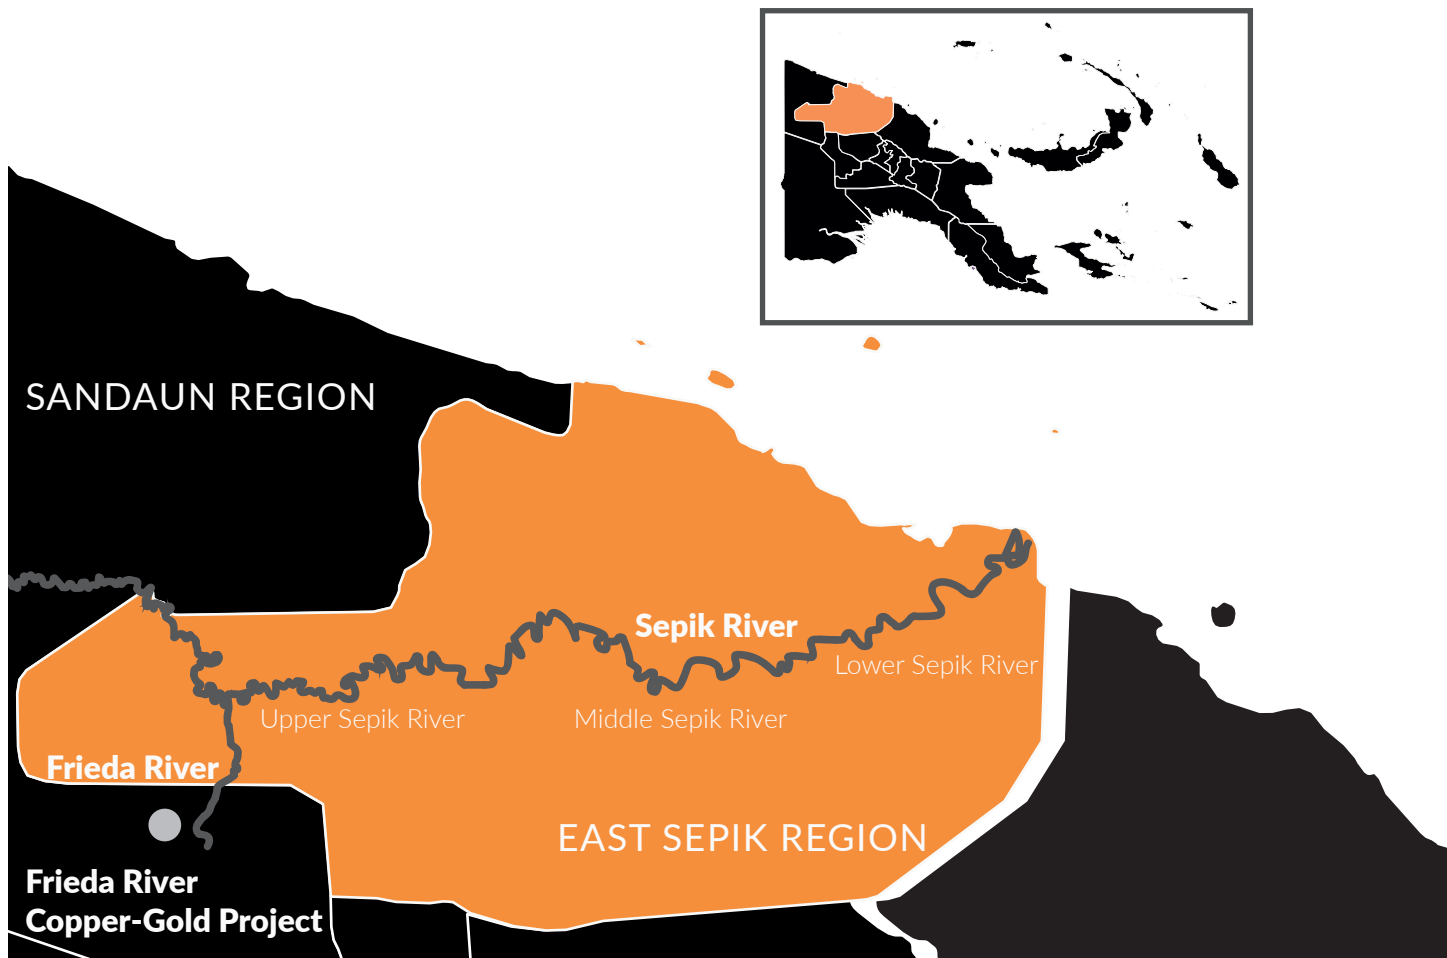 SANDAUN REGION
Sepik River
Lower Sepik River
Upper Sepik River
Middle Sepik River
Frieda River
EAST SEPIK REGION
Frieda River
Copper-Gold Project